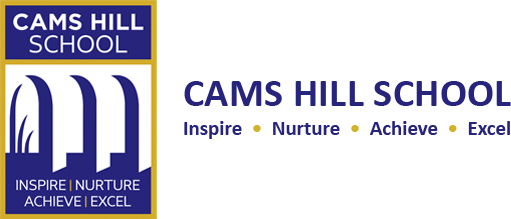 CAMS HILL
SCHOOL
INSPIRE | NURTURE
ACHIEVE | EXCEL
CAMS HILL SCHOOL
Inspire • Nurture • Achieve • Excel